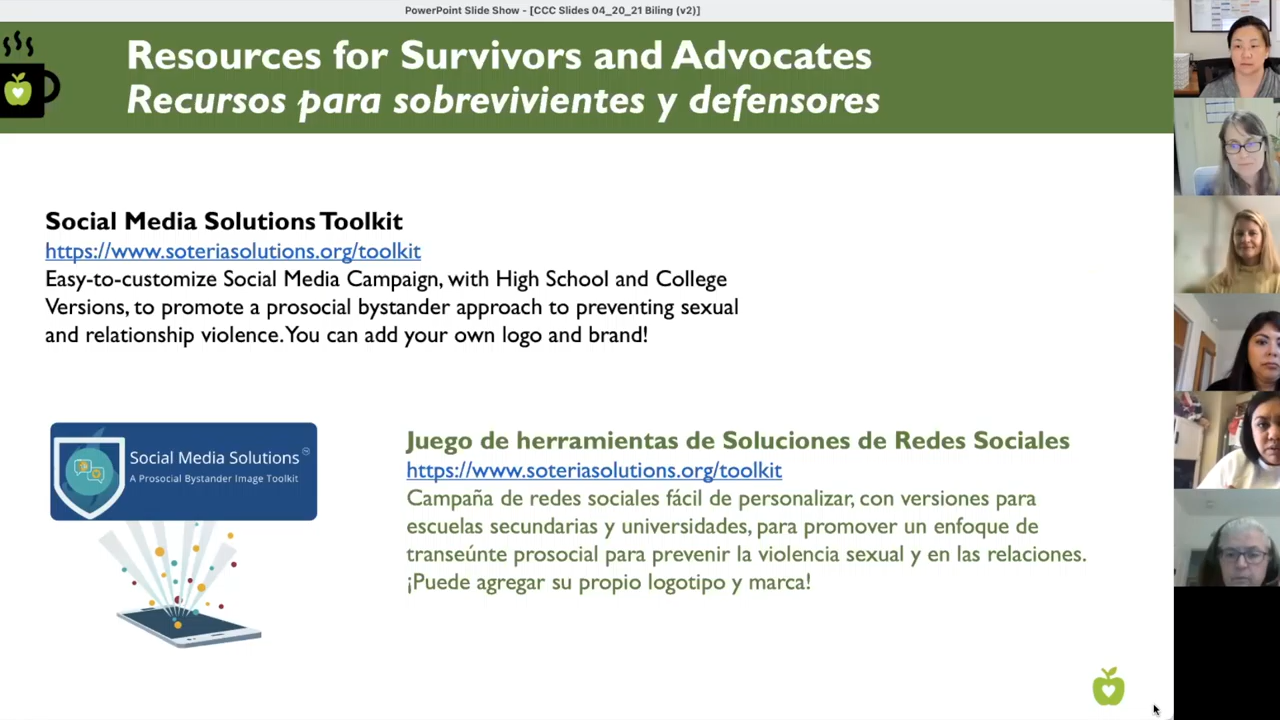 PowerPoint Slide Show - [CCC Slides 04_20_21 Biling (v2)]
Resources for Survivors and Advocates
Recursos para sobrevivientes y defensores
Social Media Solutions Toolkit
https://www.soteriasolutions.org/toolkit
Easy-to-customize Social Media Campaign, with High School and College
Versions, to promote a prosocial bystander approach to preventing sexual
and relationship violence. You can add your own logo and brand!
Social Media Solutions
A Prosocial Bystander Image Toolkit
Juego de herramientas de Soluciones de Redes Sociales
https://www.soteriasolutions.org/toolkit
Campaña de redes sociales fácil de personalizar, con versiones para
escuelas secundarias y universidades, para promover un enfoque de
transeúnte prosocial para prevenir la violencia sexual y en las relaciones.
¡Puede agregar su propio logotipo y marca!